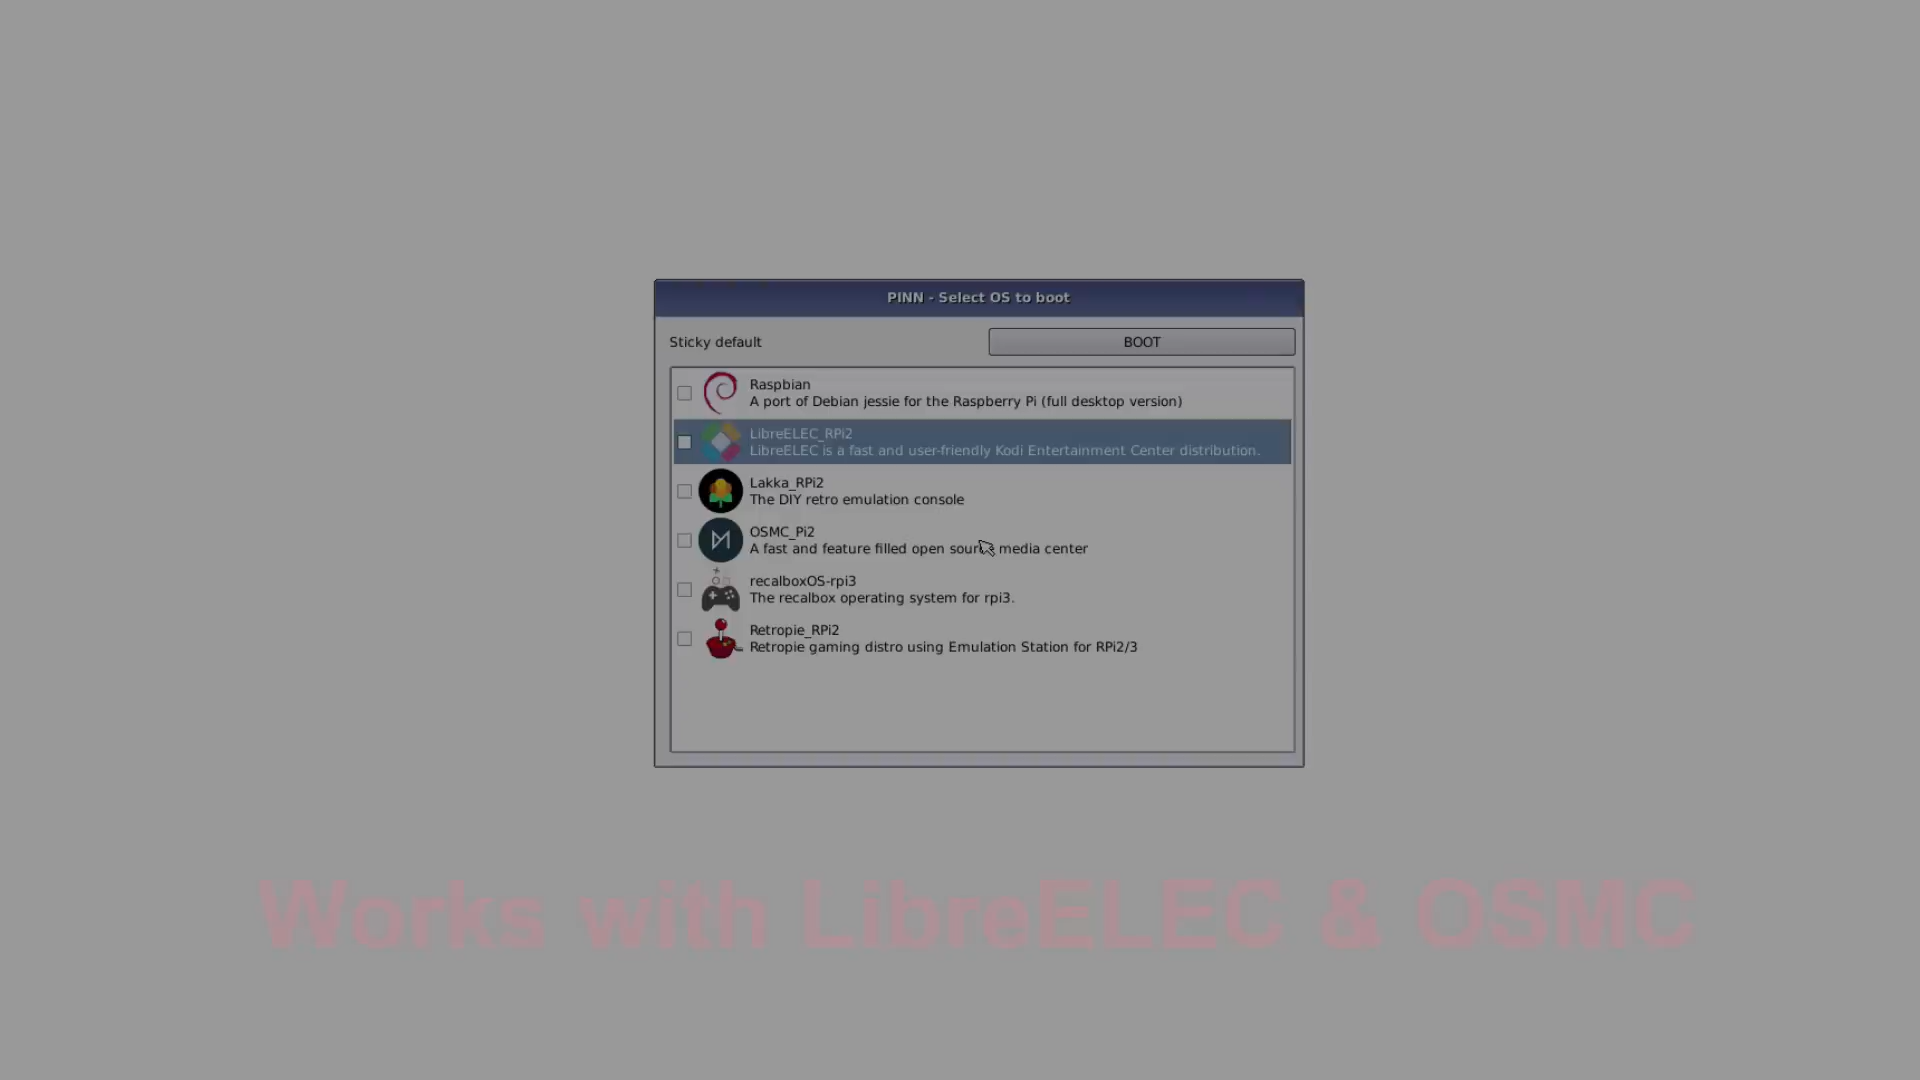 PINN - Select OS to boot
Sticky default
BOOT
Raspbian
A port of Debian jessie for the Raspberry Pi (full desktop version)
LibreELEC_RPi2
LibreELEC is a fast and user-friendly Kodi Entertainment Center distribution.
Lakka_RPi2
The DIY retro emulation console
OSMC_Pi2
A fast and feature filled open source media center
recalboxOS-rpi3
The recalbox operating system for rpi3.
Retropie_RPi2
Retropie gaming distro using Emulation Station for RPi2/3
Works with LibreELEC & OSMC